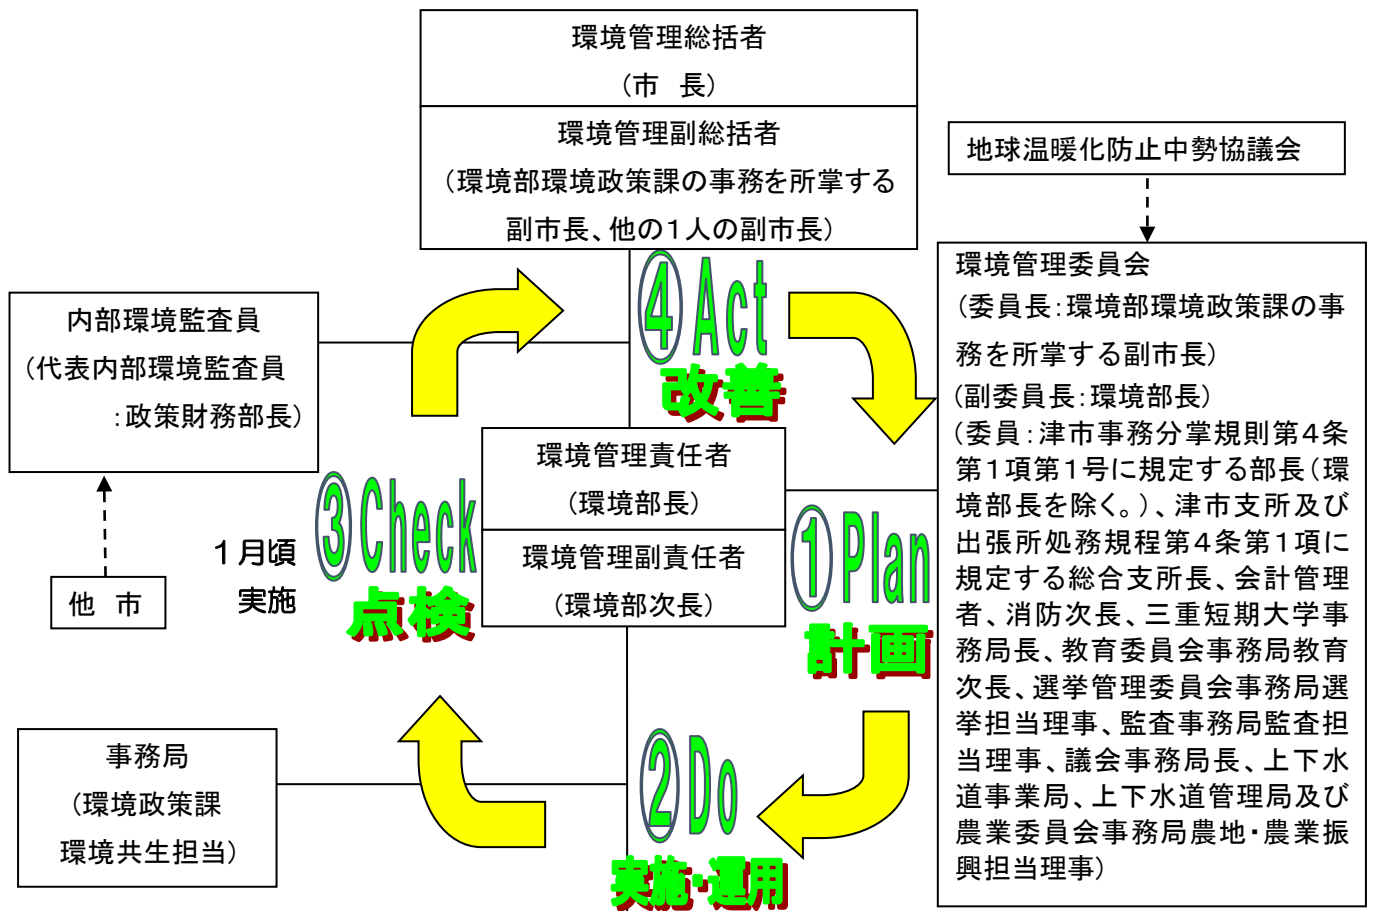 環境管理総括者
（市　長）
環境管理副総括者
（環境部環境政策課の事務を所掌する
副市長、他の１人の副市長）
地球温暖化防止中勢協議会
環境管理委員会
（委員長：環境部環境政策課の事
務を所掌する副市長）
（副委員長：環境部長）
（委員：津市事務分掌規則第４条
第１項第１号に規定する部長（環
境部長を除く。）、津市支所及び
出張所処務規程第４条第１項に
規定する総合支所長、会計管理
者、消防次長、三重短期大学事
務局長、教育委員会事務局教育
次長、選挙管理委員会事務局選
挙担当理事、監査事務局監査担
当理事、議会事務局長、上下水
道事業局、上下水道管理局及び
農業委員会事務局農地・農業振
興担当理事）
内部環境監査員
（代表内部環境監査員
：政策財務部長）
他　市
④Act
改善
環境管理責任者
（環境部長）
環境管理副責任者
（環境部次長）
①Plan
計画
③Check
点検
１月頃
実施
②Do
実施・運用
事務局
（環境政策課
環境共生担当）